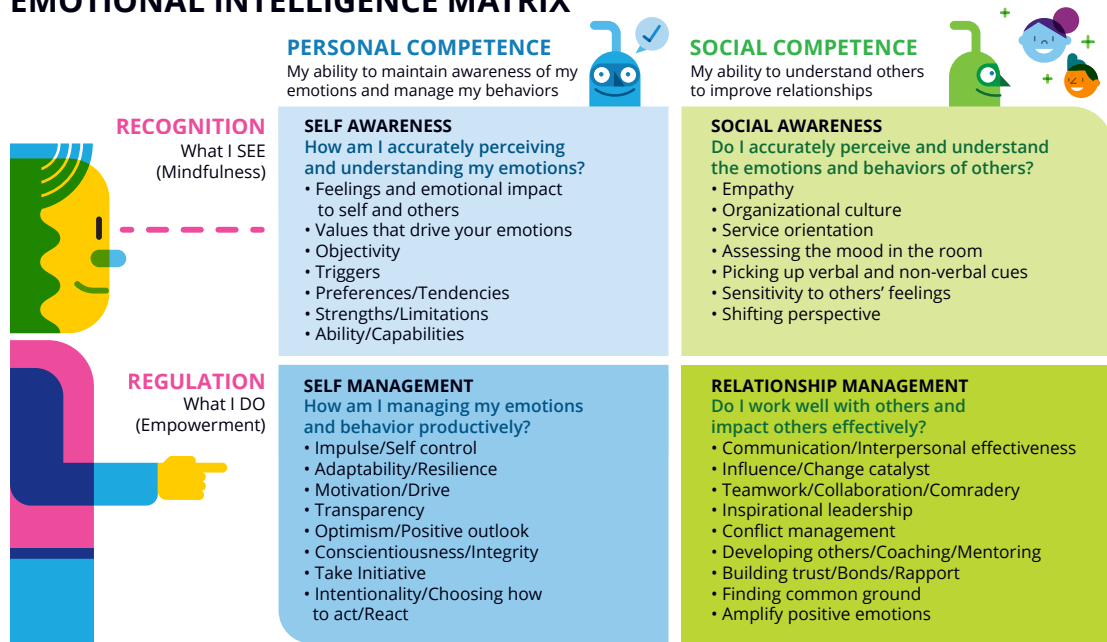 EMOTIONAL INTELLIGENCE MATRIX
PERSONAL COMPETENCE
My ability to maintain awareness of my
emotions and manage my behaviors
SOCIAL COMPETENCE
My ability to understand others
to improve relationships
RECOGNITION
What I SEE
(Mindfulness)
SELF AWARENESS
How am I accurately perceiving
and understanding my emotions?
• Feelings and emotional impact
to self and others
• Values that drive your emotions
• Objectivity
• Triggers
• Preferences/Tendencies
• Strengths/Limitations
• Ability/Capabilities
SOCIAL AWARENESS
Do I accurately perceive and understand
the emotions and behaviors of others?
• Empathy
• Organizational culture
• Service orientation
• Assessing the mood in the room
• Picking up verbal and non-verbal cues
• Sensitivity to others’ feelings
• Shifting perspective
REGULATION
What I DO
(Empowerment)
SELF MANAGEMENT
How am I managing my emotions
and behavior productively?
• Impulse/Self control
• Adaptability/Resilience
• Motivation/Drive
• Transparency
• Optimism/Positive outlook
• Conscientiousness/Integrity
• Take Initiative
• Intentionality/Choosing how
to act/React
RELATIONSHIP MANAGEMENT
Do I work well with others and
impact others effectively?
• Communication/Interpersonal effectiveness
• Influence/Change catalyst
• Teamwork/Collaboration/Comradery
• Inspirational leadership
• Conflict management
• Developing others/Coaching/Mentoring
• Building trust/Bonds/Rapport
• Finding common ground
• Amplify positive emotions